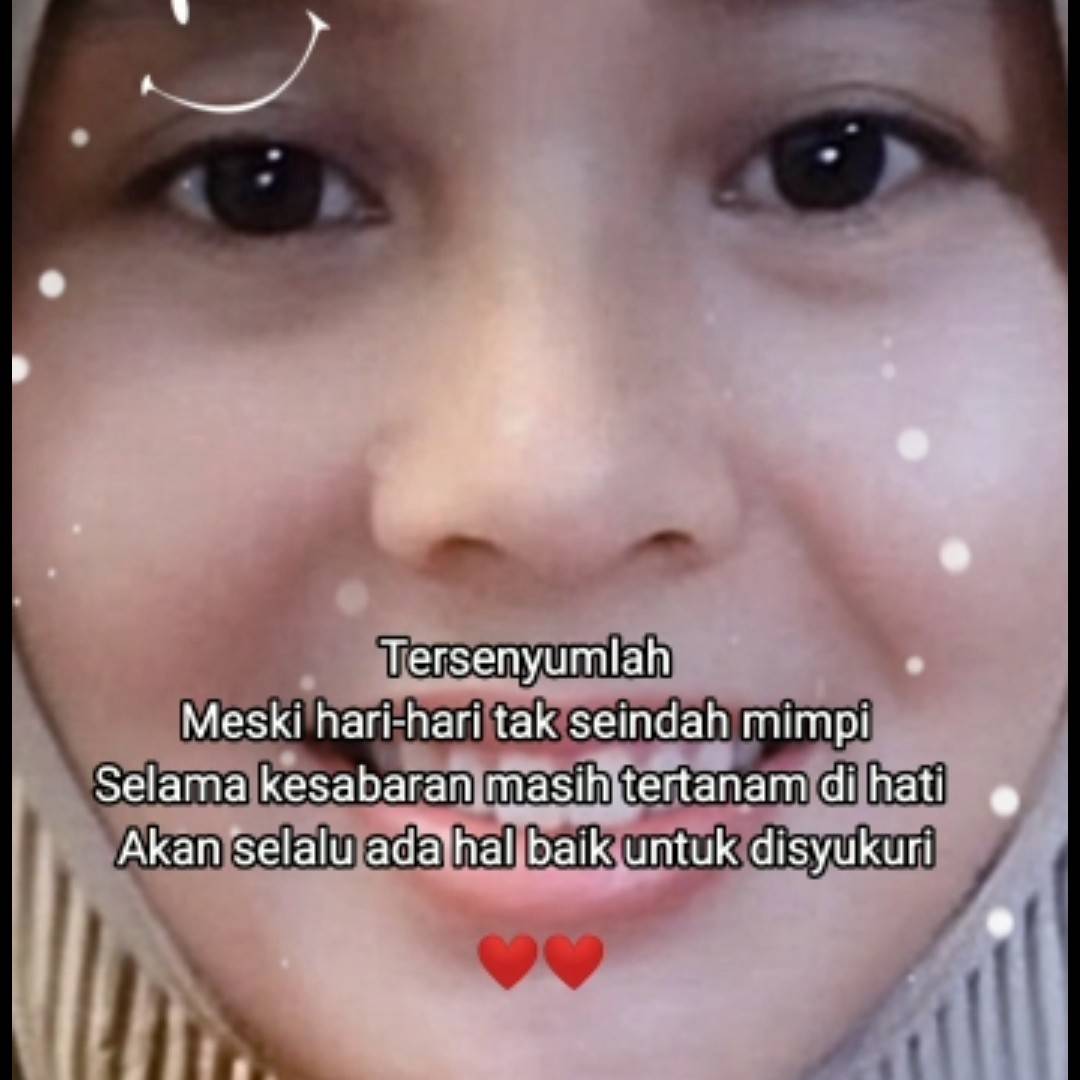 Tersenyumlah
Meski hari-hari tak seindah mimpi
Selama kesabaran masih tertanam di hati
Akan selalu ada hal baik untuk disyukuri
❤️❤️